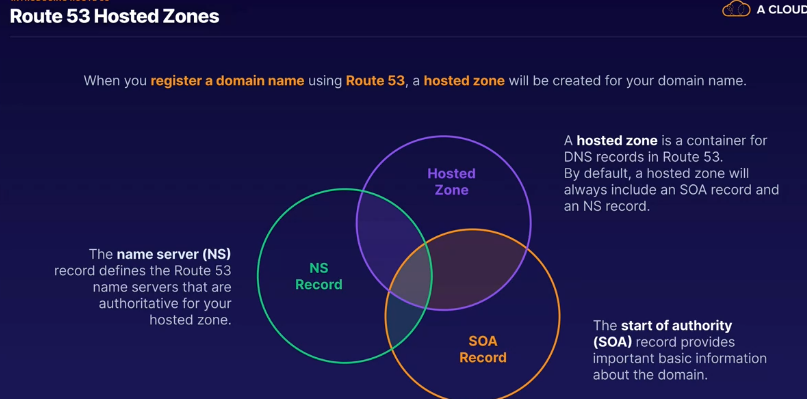 Route 53 Hosted Zones
A CLOUD
When you register a domain name using Route 53, a hosted zone will be created for your domain name.
A hosted zone is a container for
DNS records in Route 53.
By default, a hosted zone will
always include an SOA record and
an NS record.
Hosted
Zone
The name server (NS)
record defines the Route 53
name servers that are
authoritative for your
hosted zone.
NS
Record
SOA
Record
The start of authority
(SOA) record provides
important basic information
about the domain.